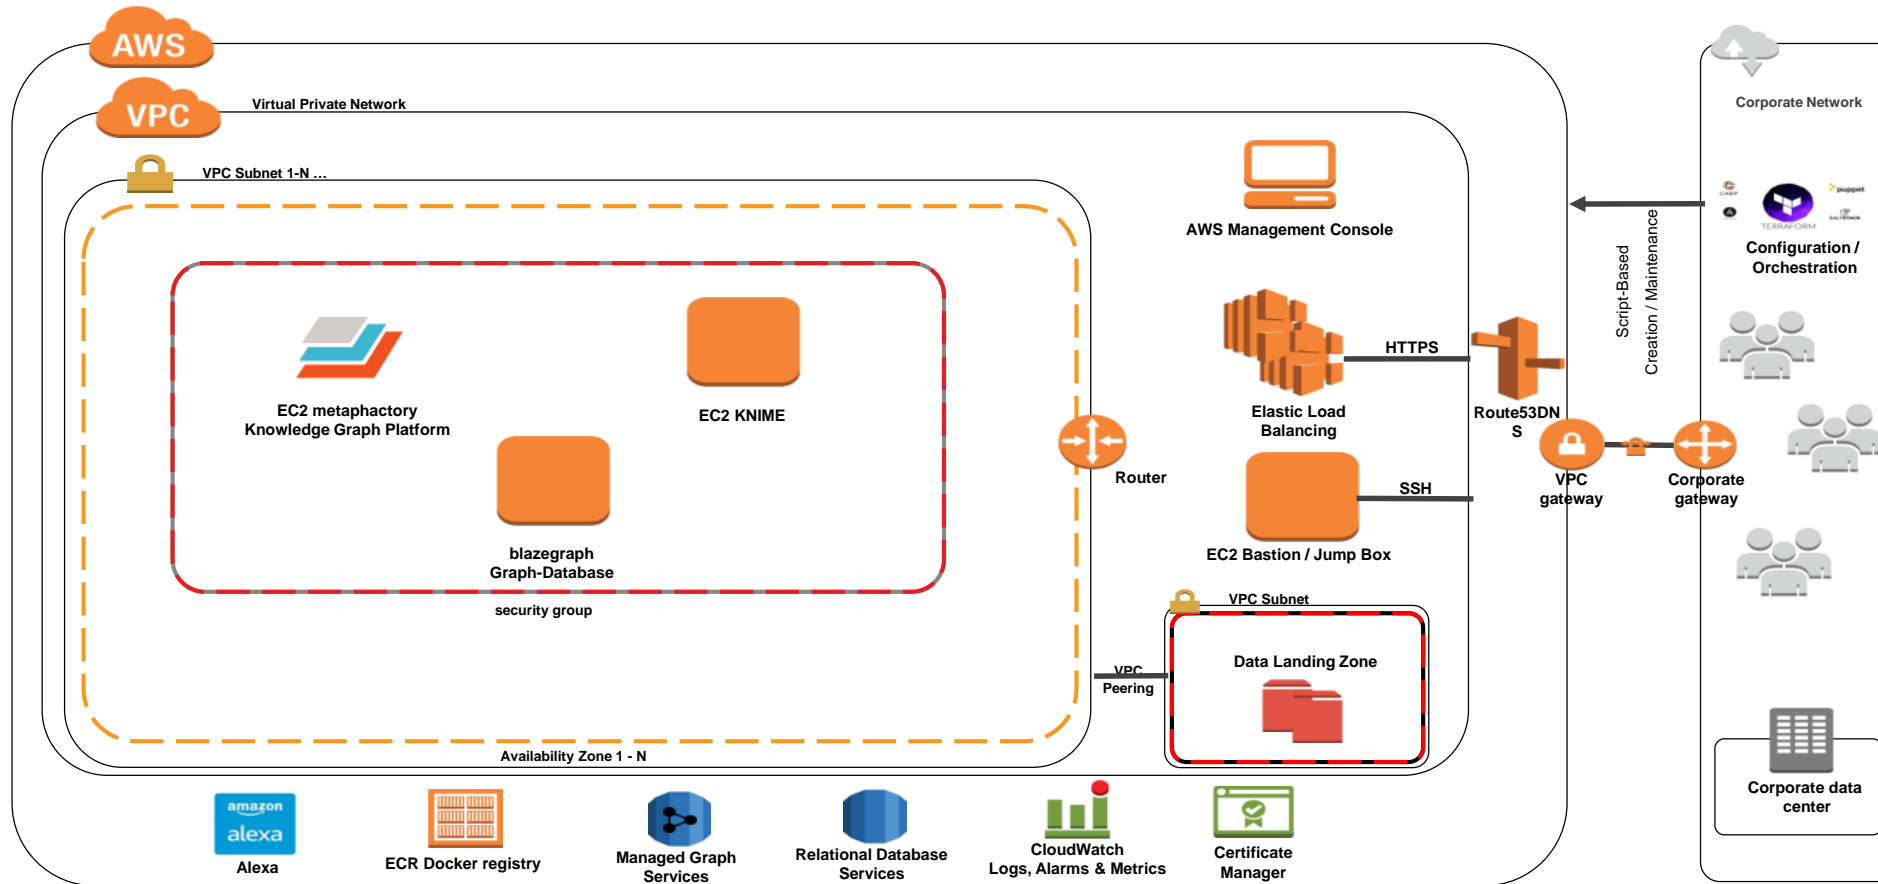 AWS
VPC
Virtual Private Network
VPC Subnet 1-N ...
EC2 metaphactory
Knowledge Graph Platform
EC2 KNIME
blazegraph
Graph-Database
security group
Availability Zone 1 - N
Router
VPC
Peering
AWS Management Console
Elastic Load
Balancing
HTTPS
Route53DN
S
EC2 Bastion / Jump Box
SSH
VPC Subnet
Data Landing Zone
VPC
gateway
Corporate
gateway
Script-Based
Creation / Maintenance
Corporate Network
CHEF
puppet
TERRAFORM
SALTSTACK
Configuration /
Orchestration
Corporate data
center
amazon
alexa
Alexa
ECR Docker registry
Managed Graph
Services
Relational Database
Services
CloudWatch
Logs, Alarms & Metrics
Certificate
Manager